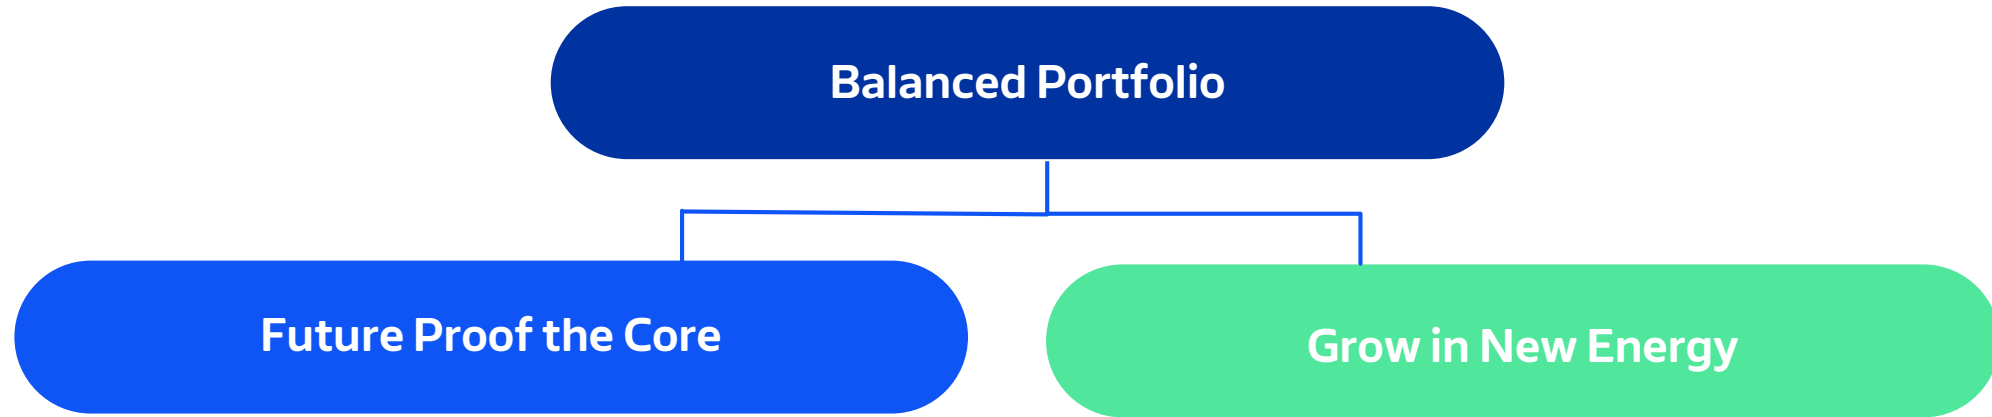 Balanced Portfolio
Future Proof the Core
Grow in New Energy